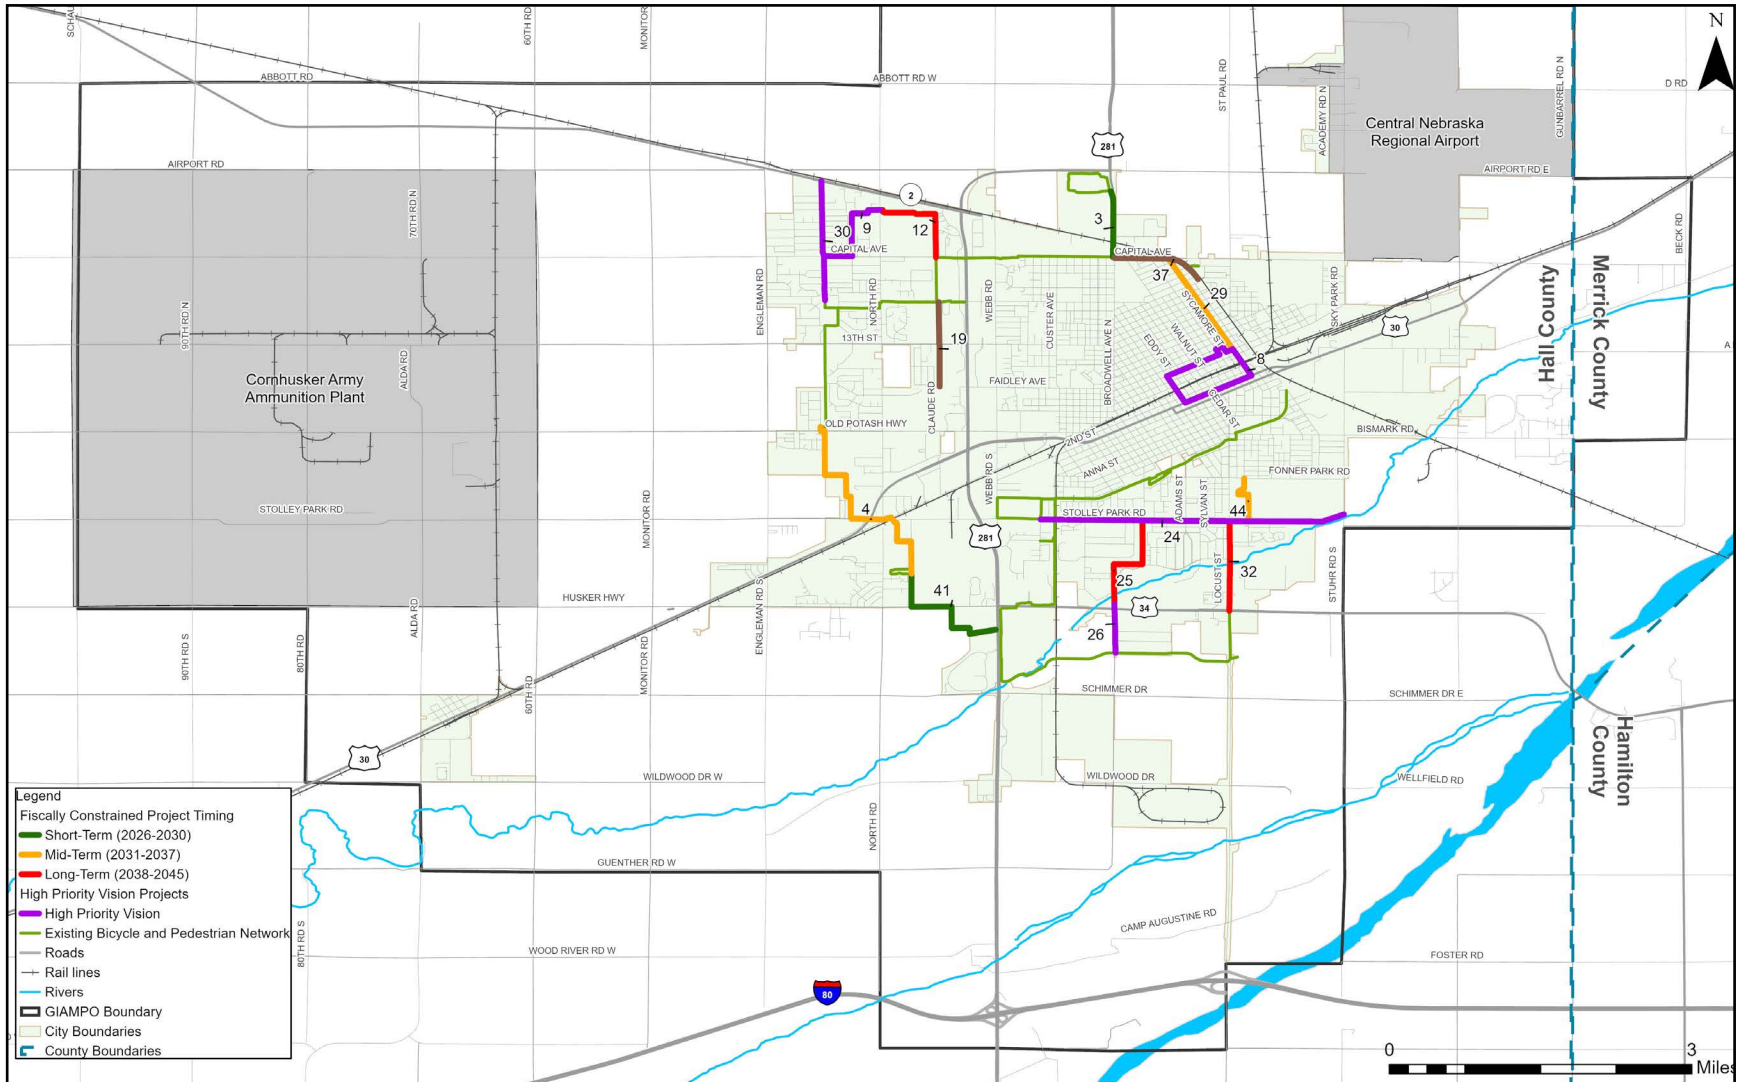 SCHAU
60TH RD
MONITOR
N
ABBOTT RD
ABBOTT RD W
ST PAUL RD
ACADEMY RD N
GUNBARREL RD N
D RD
Central Nebraska
Regional Airport
281
AIRPORT RD
AIRPORT RD E
70TH RD N
2
3
30
9
12
CAPITAL AVE
CAPITAL AVE
BECK RD
37
29
ENGLEMAN RD
NORTH RD
WEBB RD
CUSTER AVE
BROADWELL AVE N
SYCAMORE ST
WALNUT ST
EDDY ST
SKY PARK RD
30
Hall County
Merrick County
90TH RD N
13TH ST
19
8
A
Cornhusker Army
Ammunition Plant
ALDA RD
FAIDLEY AVE
CLAUDE RD
CEDAR ST
OLD POTASH HWY
2ND ST
BISMARK RD
ANNA ST
FONNER PARK RD
WEBB RD S
ADAMS ST
SYLVAN ST
STOLLEY PARK RD
MONITOR RD
4
STOLLEY PARK RD
44
24
281
25
LOCUST ST
32
STUHR RD S
HUSKER HWY
41
34
ALDA RD
ENGLEMAN RD S
26
90TH RD S
80TH RD
MONITOR RD
60TH RD
SCHIMMER DR
SCHIMMER DR E
Hamilton
County
30
WILDWOOD DR W
WILDWOOD DR
WELLFIELD RD
NORTH RD
GUENTHER RD W
CAMP AUGUSTINE RD
80TH RD S
WOOD RIVER RD W
FOSTER RD
80
Legend
Fiscally Constrained Project Timing
Short-Term (2026-2030)
Mid-Term (2031-2037)
Long-Term (2038-2045)
High Priority Vision Projects
High Priority Vision
Existing Bicycle and Pedestrian Network
Roads
Rail lines
Rivers
GIAMPO Boundary
City Boundaries
County Boundaries
0
3
Miles